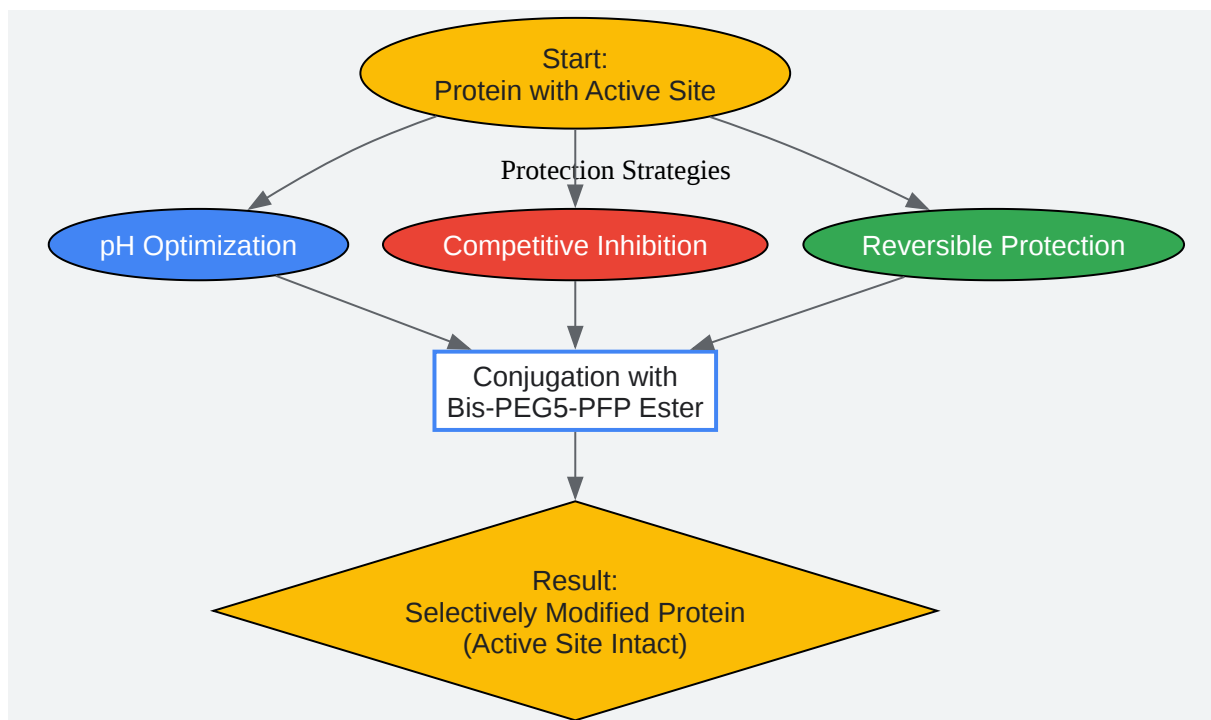 Start:
Protein with Active Site
Protection Strategies
pH Optimization
Competitive Inhibition
Reversible Protection
Conjugation with
Bis-PEG5-PFP Ester
Result:
Selectively Modified Protein
(Active Site Intact)